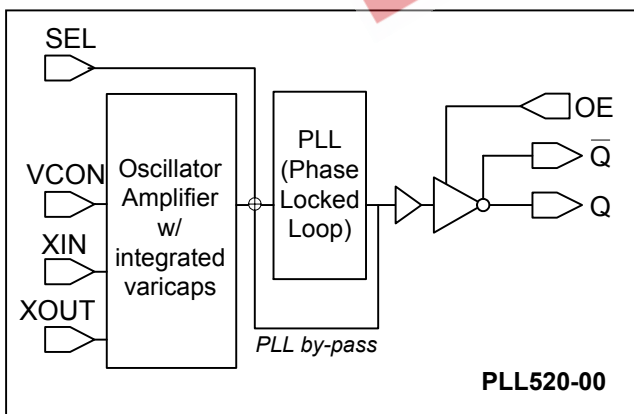 SEL
VCON
XIN
XOUT
Oscillator
Amplifier
w/
integrated
varicaps
PLL
(Phase
Locked
Loop)
PLL by-pass
OE
Q̅
Q
PLL520-00